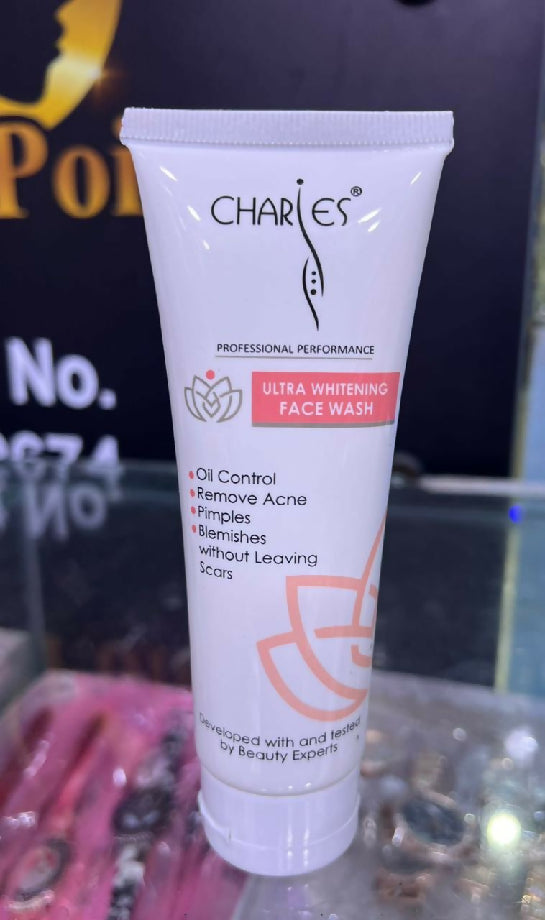 Poi
No.
CHARLES®
PROFESSIONAL PERFORMANCE
ULTRA WHITENING
FACE WASH
Oil Control
Remove Acne
Pimples
Blemishes
without Leaving
Scars
Developed with and tested
by Beauty Experts